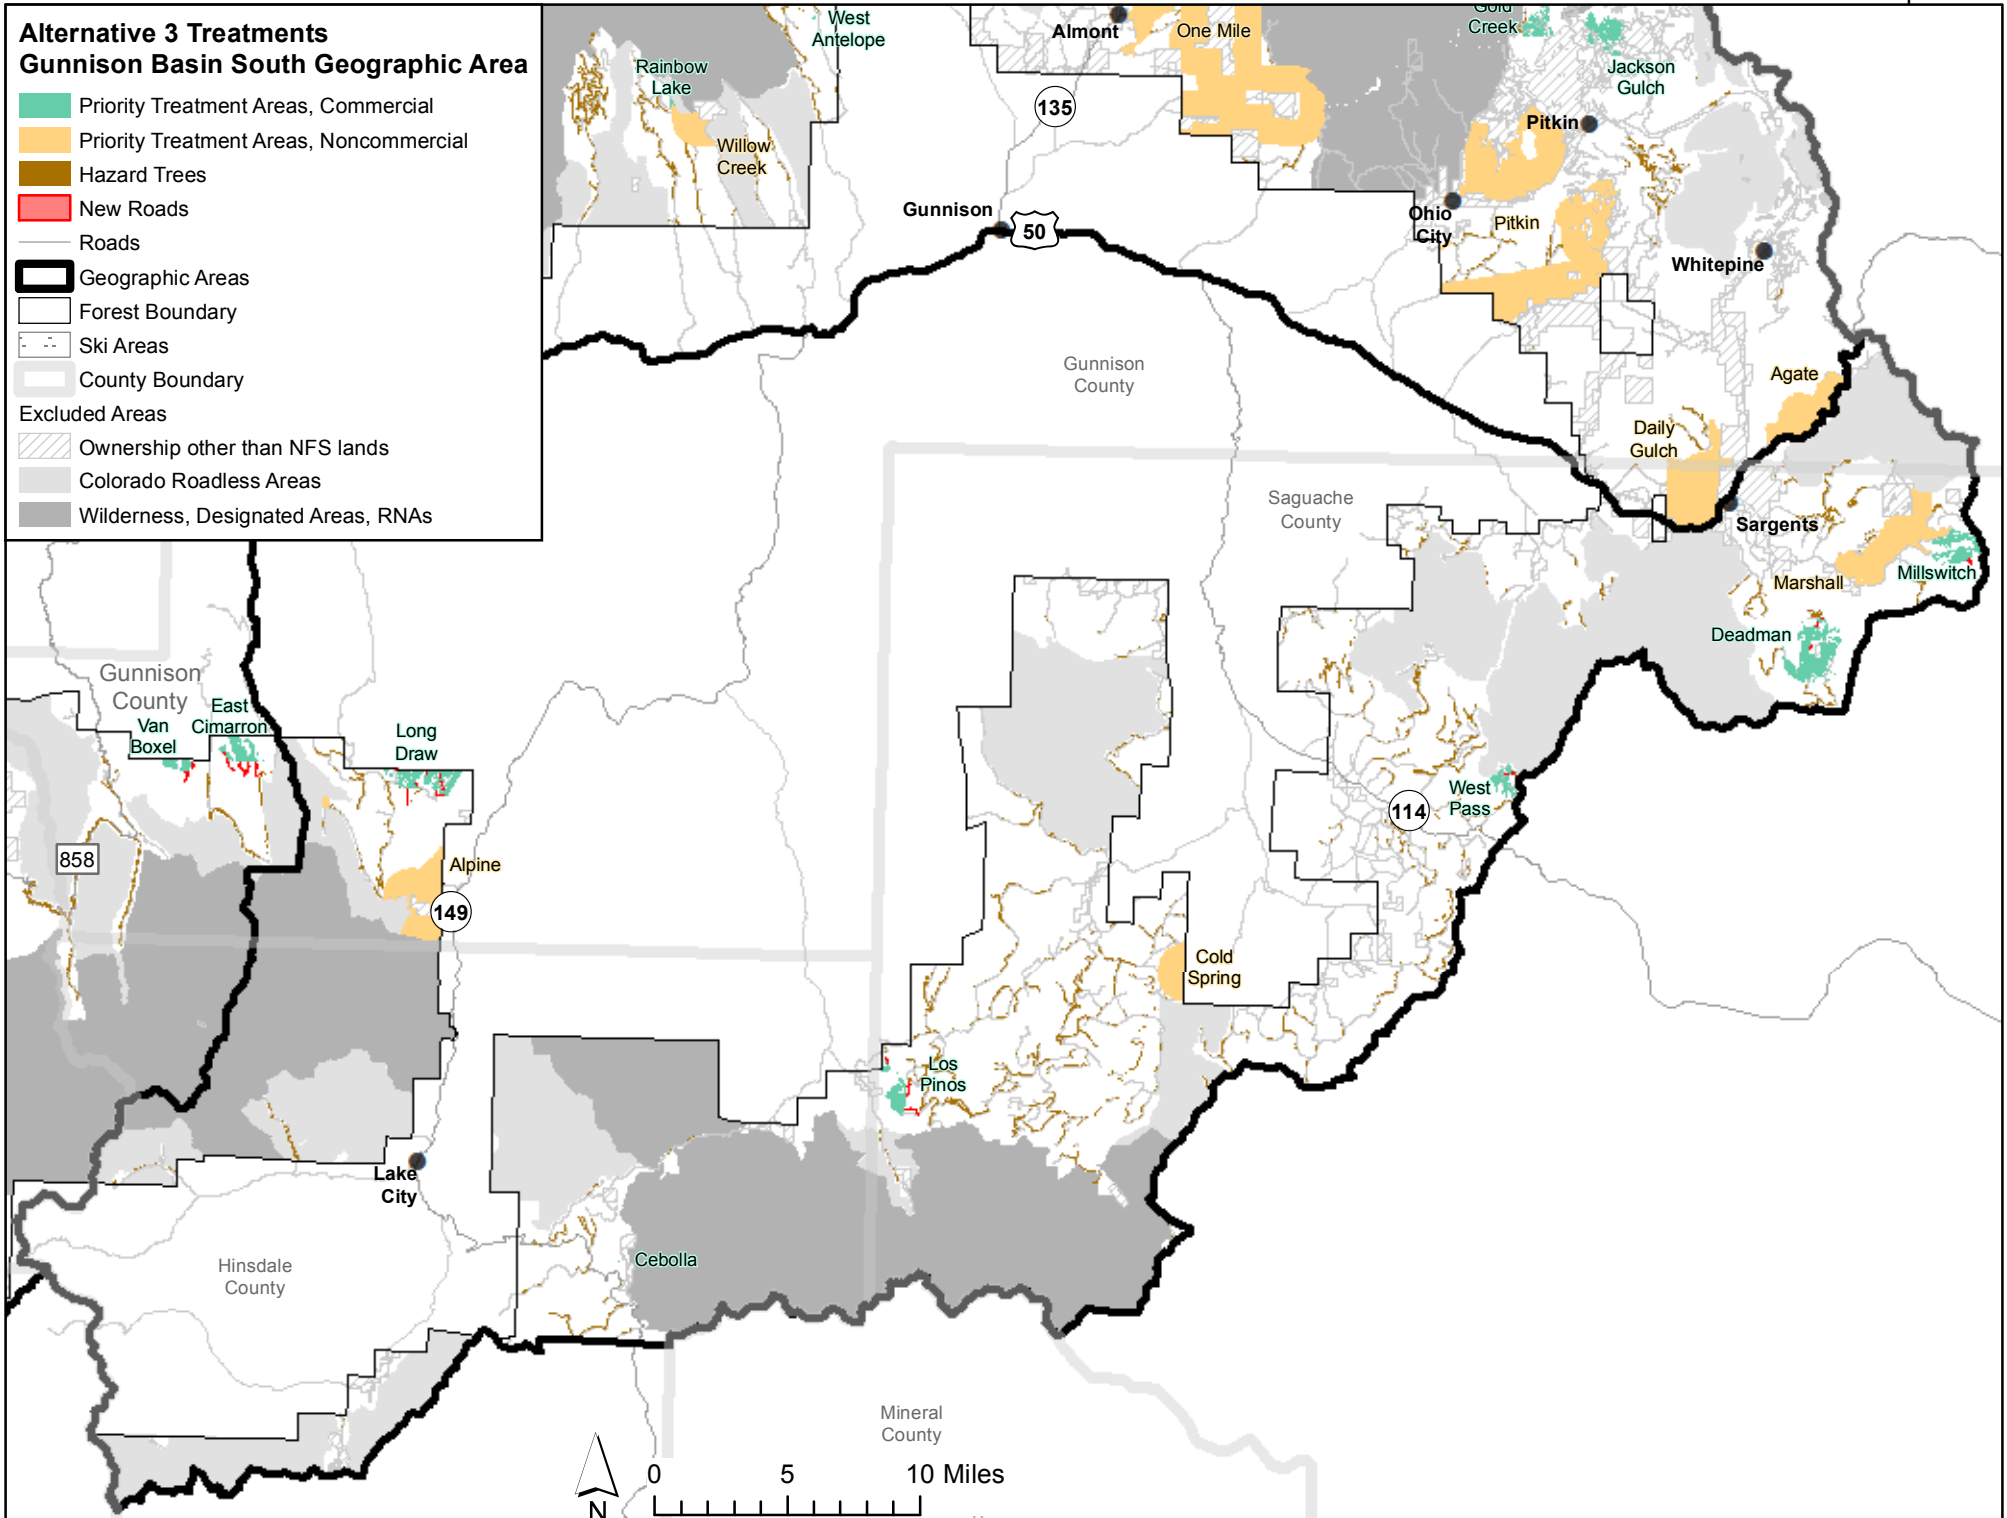 Alternative 3 Treatments
Gunnison Basin South Geographic Area
Priority Treatment Areas, Commercial
Priority Treatment Areas, Noncommercial
Hazard Trees
New Roads
Roads
Geographic Areas
Forest Boundary
Ski Areas
County Boundary
Excluded Areas
Ownership other than NFS lands
Colorado Roadless Areas
Wilderness, Designated Areas, RNAs
West
Antelope
Rainbow
Lake
Willow
Creek
Almont
One Mile
135
Gold
Creek
Jackson
Gulch
Pitkin
Ohio
City
Pitkin
Whitepine
Gunnison
50
Gunnison
County
Agate
Daily
Gulch
Saguache
County
Sargents
Marshall
Millswitch
Deadman
Gunnison
County
Van
Boxel
East
Cimarron
Long
Draw
858
Alpine
149
West
Pass
114
Cold
Spring
Los
Pinos
Lake
City
Cebolla
Hinsdale
County
Mineral
County
N
0
5
10 Miles